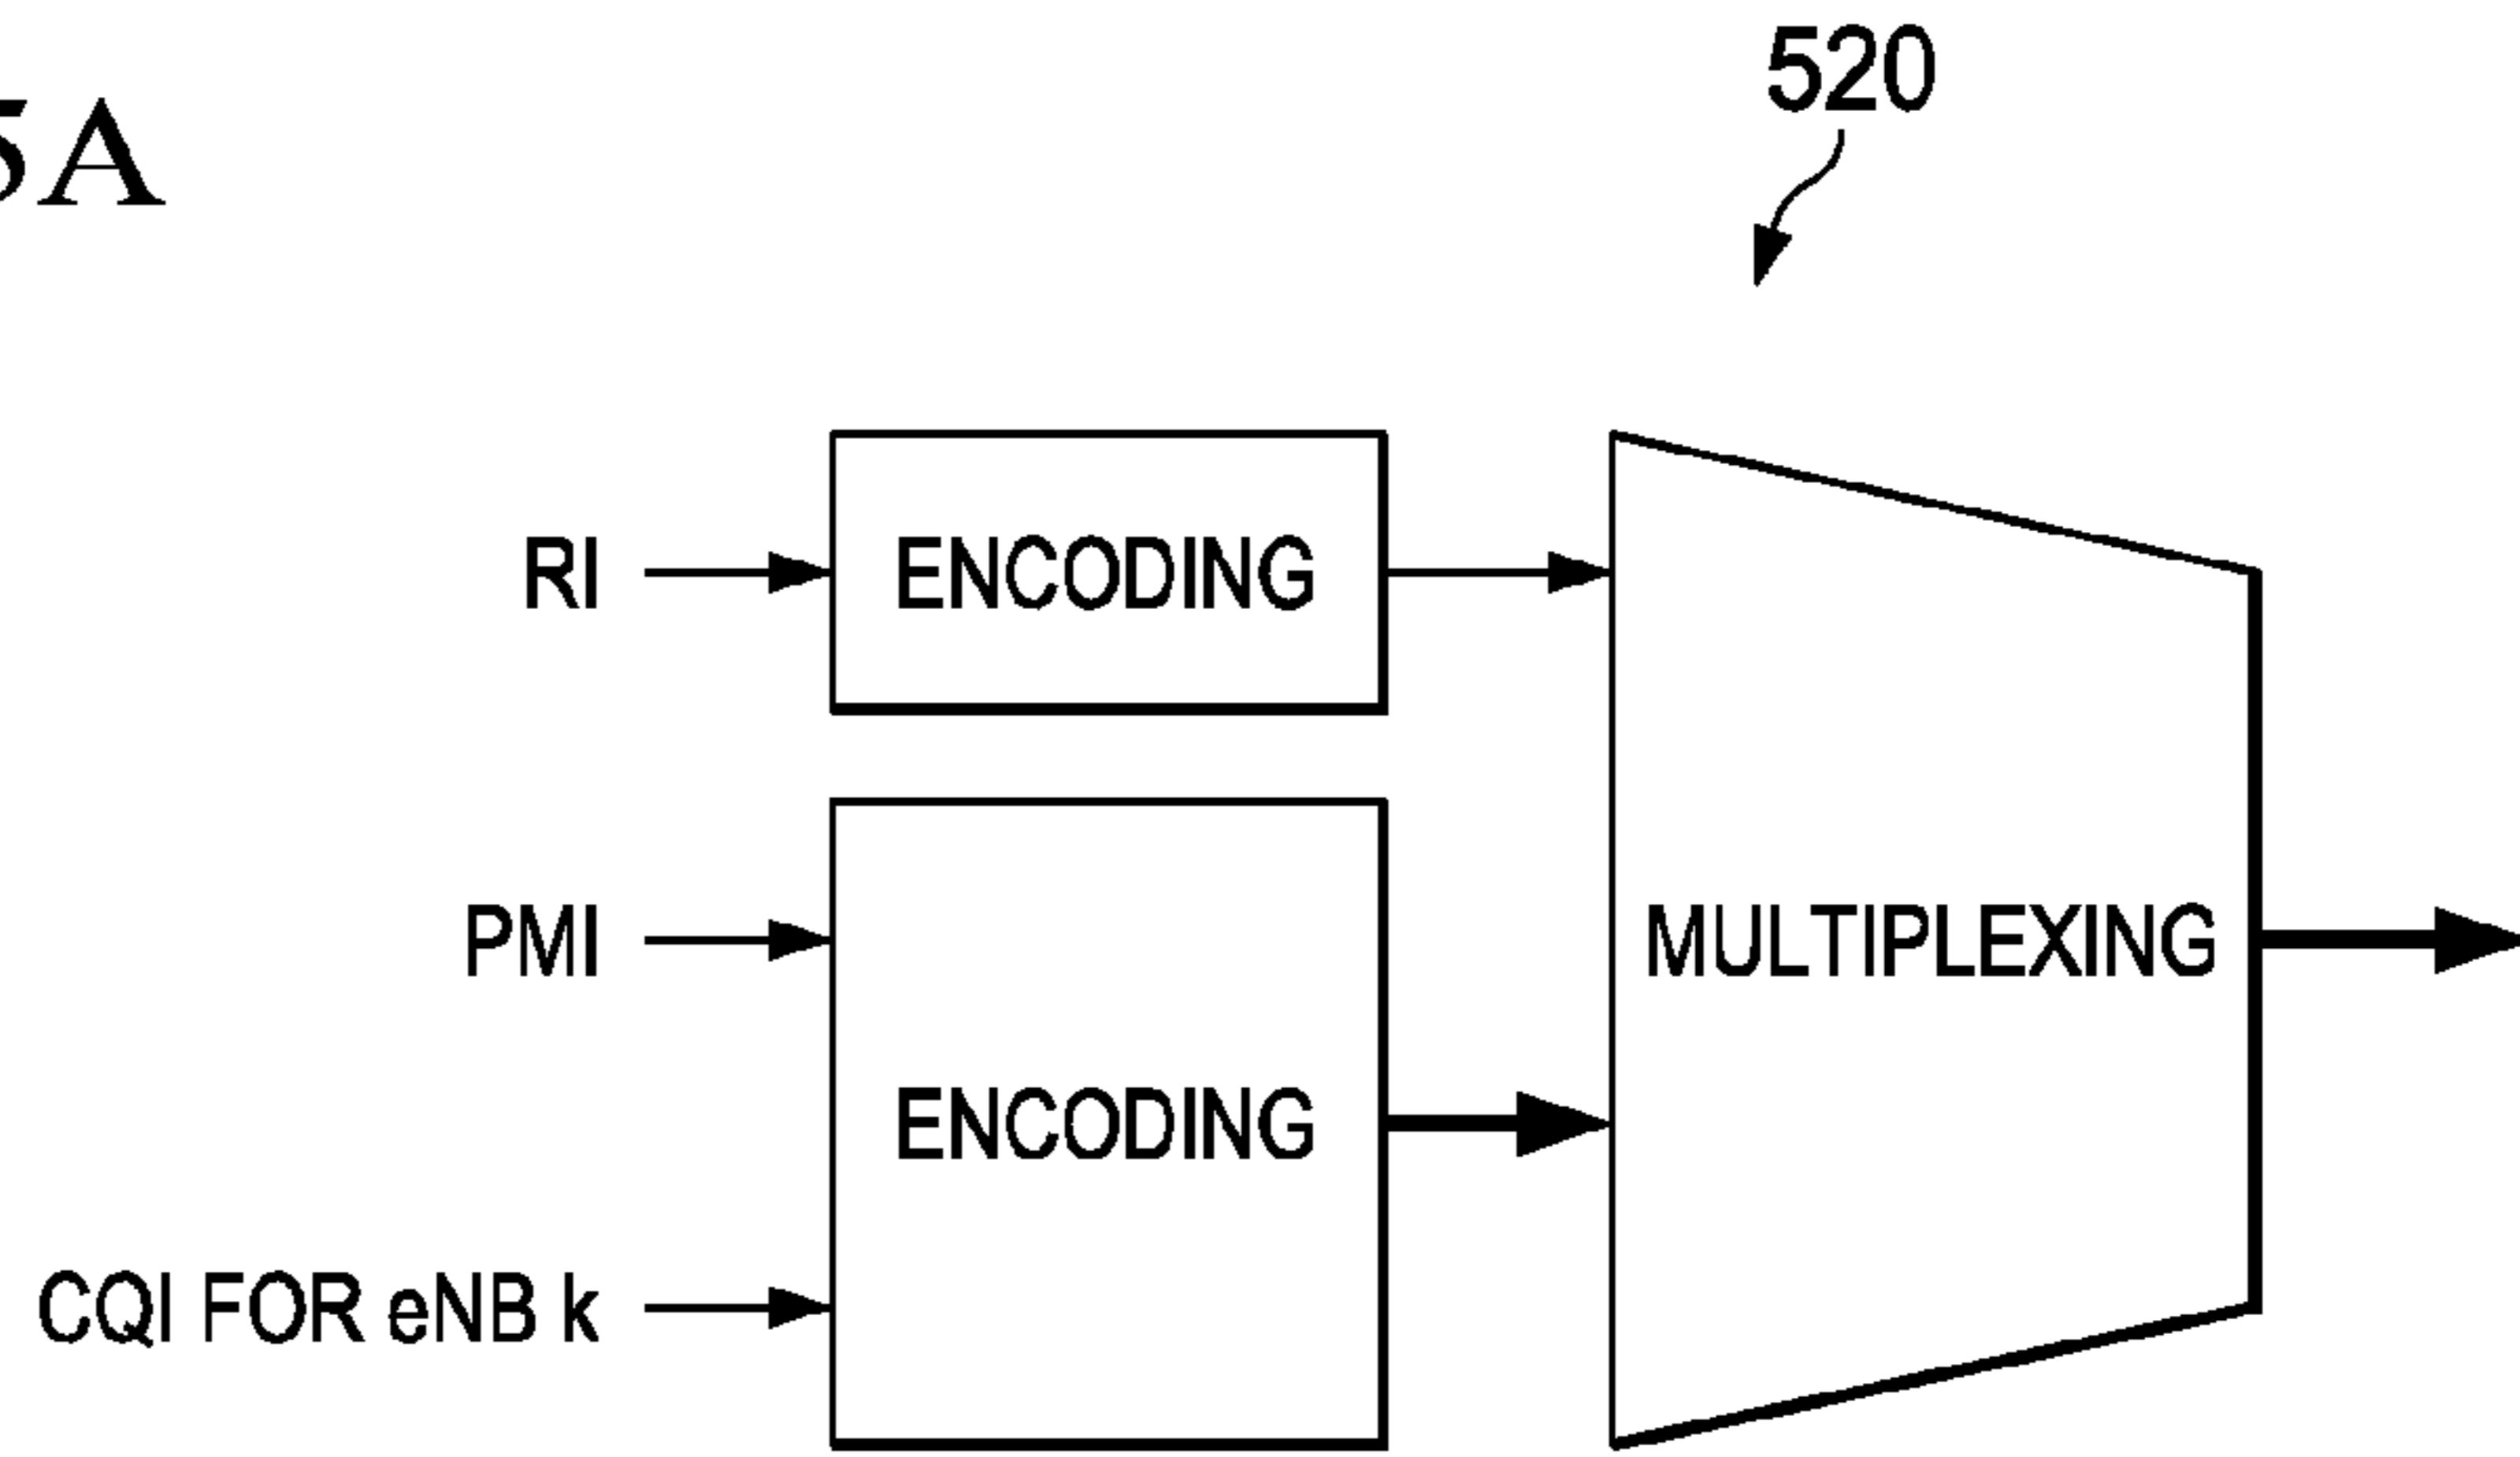 520
5A
RI
ENCODING
PMI
MULTIPLEXING
ENCODING
CQI FOR eNB k